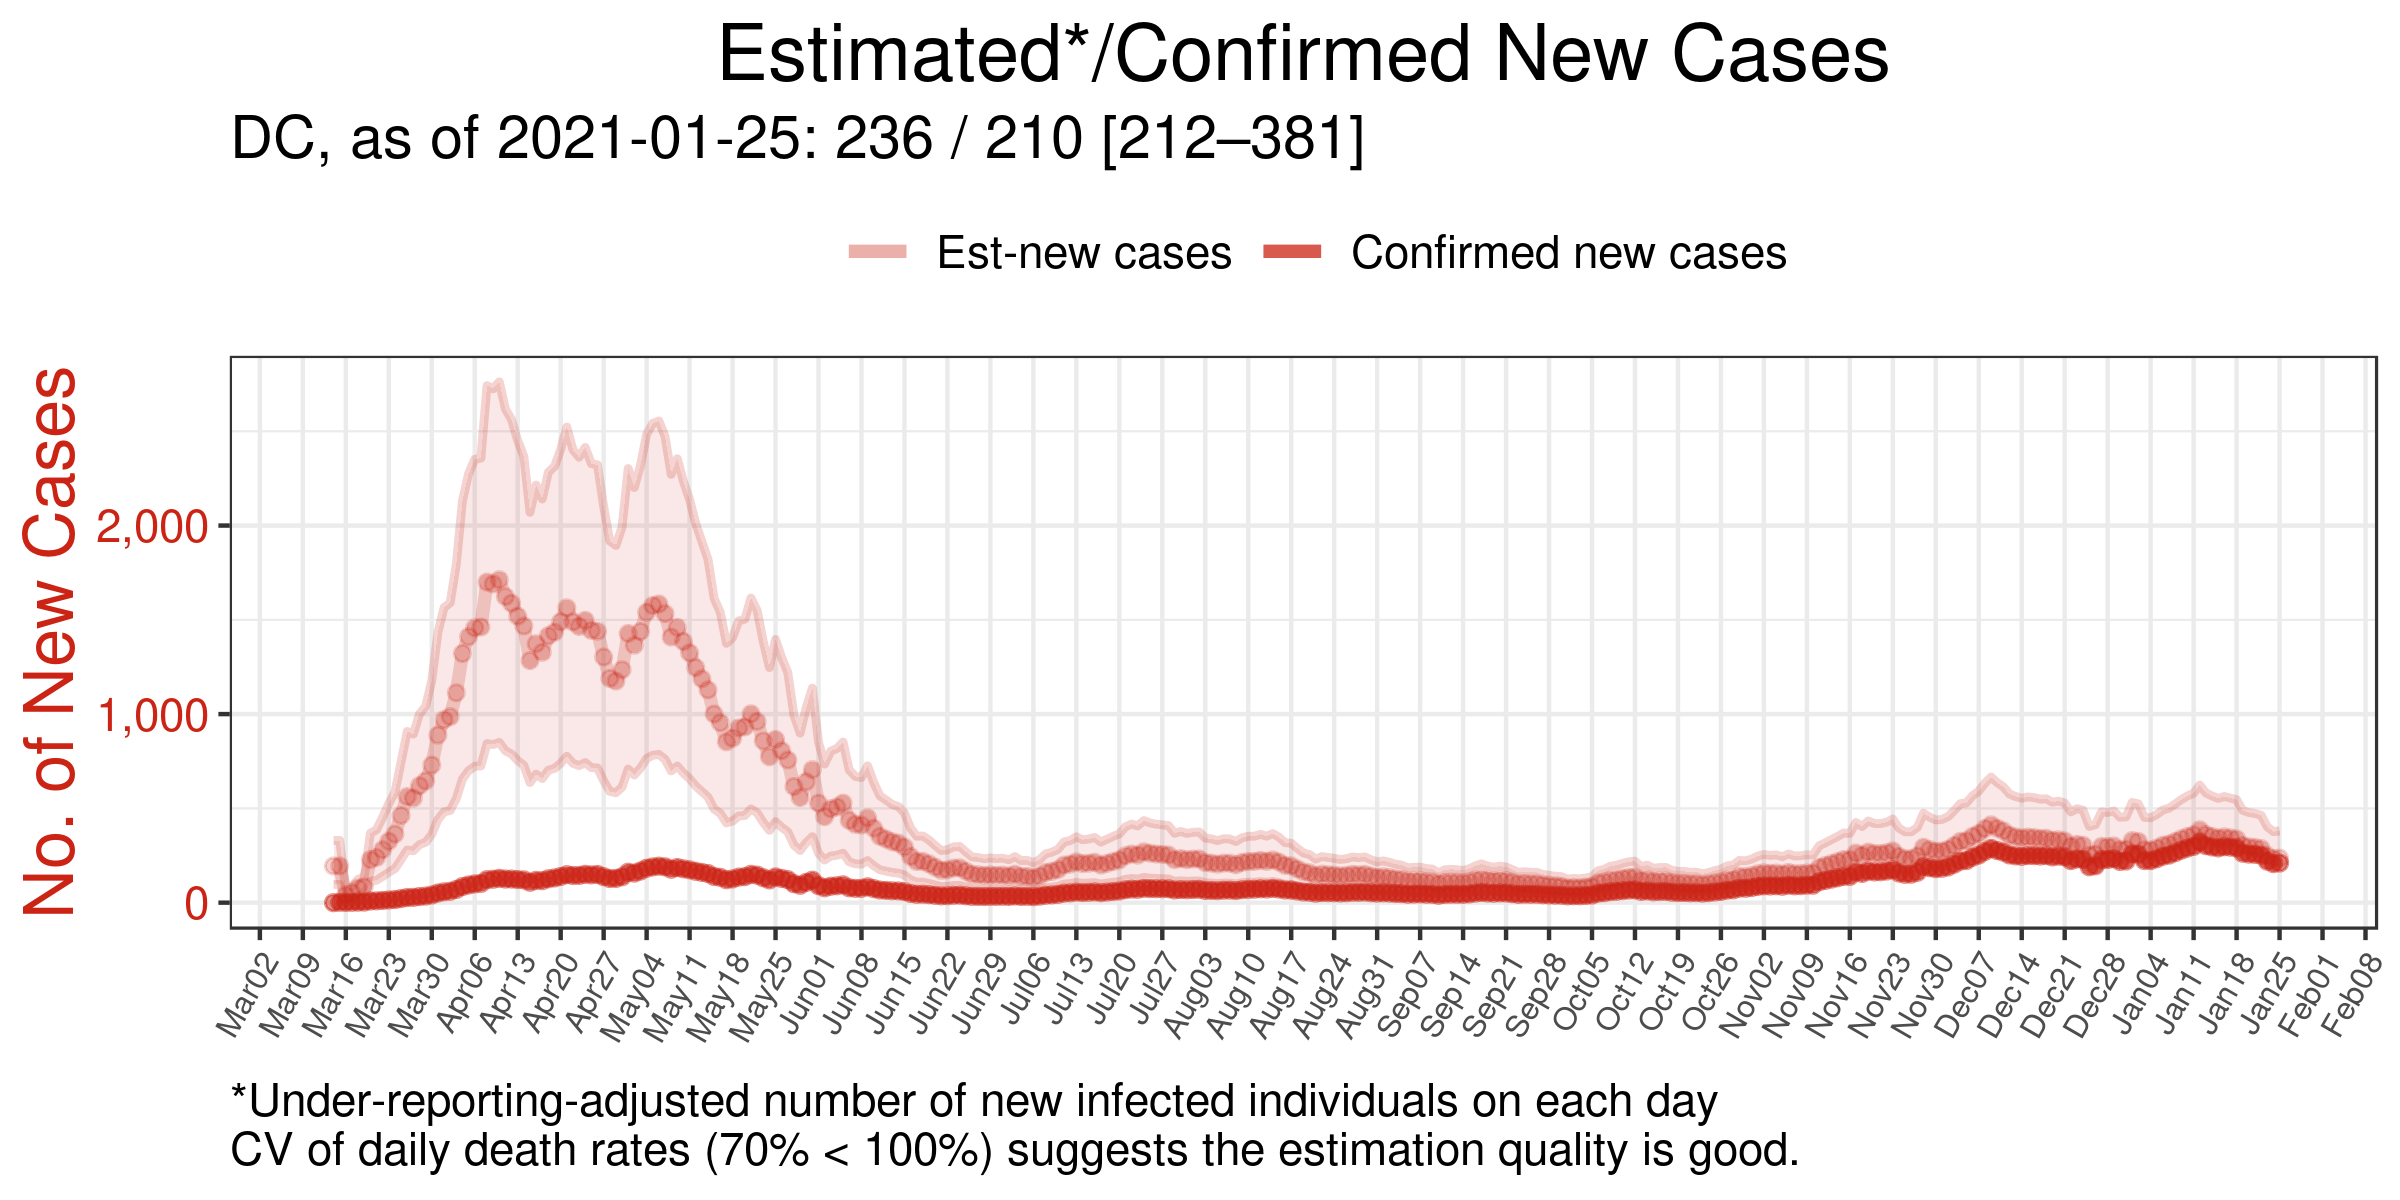 Estimated*/Confirmed New Cases
DC, as of 2021-01-25: 236 / 210 [212–381]
Est-new cases
Confirmed new cases
No. of New Cases
2,000
1,000
0
Mar02
Mar09
Mar16
Mar23
Mar30
Apr06
Apr13
Apr20
Apr27
May04
May11
May18
May25
Jun01
Jun08
Jun15
Jun22
Jun29
Jul06
Jul13
Jul20
Jul27
Aug03
Aug10
Aug17
Aug24
Aug31
Sep07
Sep14
Sep21
Sep28
Oct05
Oct12
Oct19
Oct26
Nov02
Nov09
Nov16
Nov23
Nov30
Dec07
Dec14
Dec21
Dec28
Jan04
Jan11
Jan18
Jan25
Feb01
Feb08
*Under-reporting-adjusted number of new infected individuals on each day
CV of daily death rates (70% < 100%) suggests the estimation quality is good.